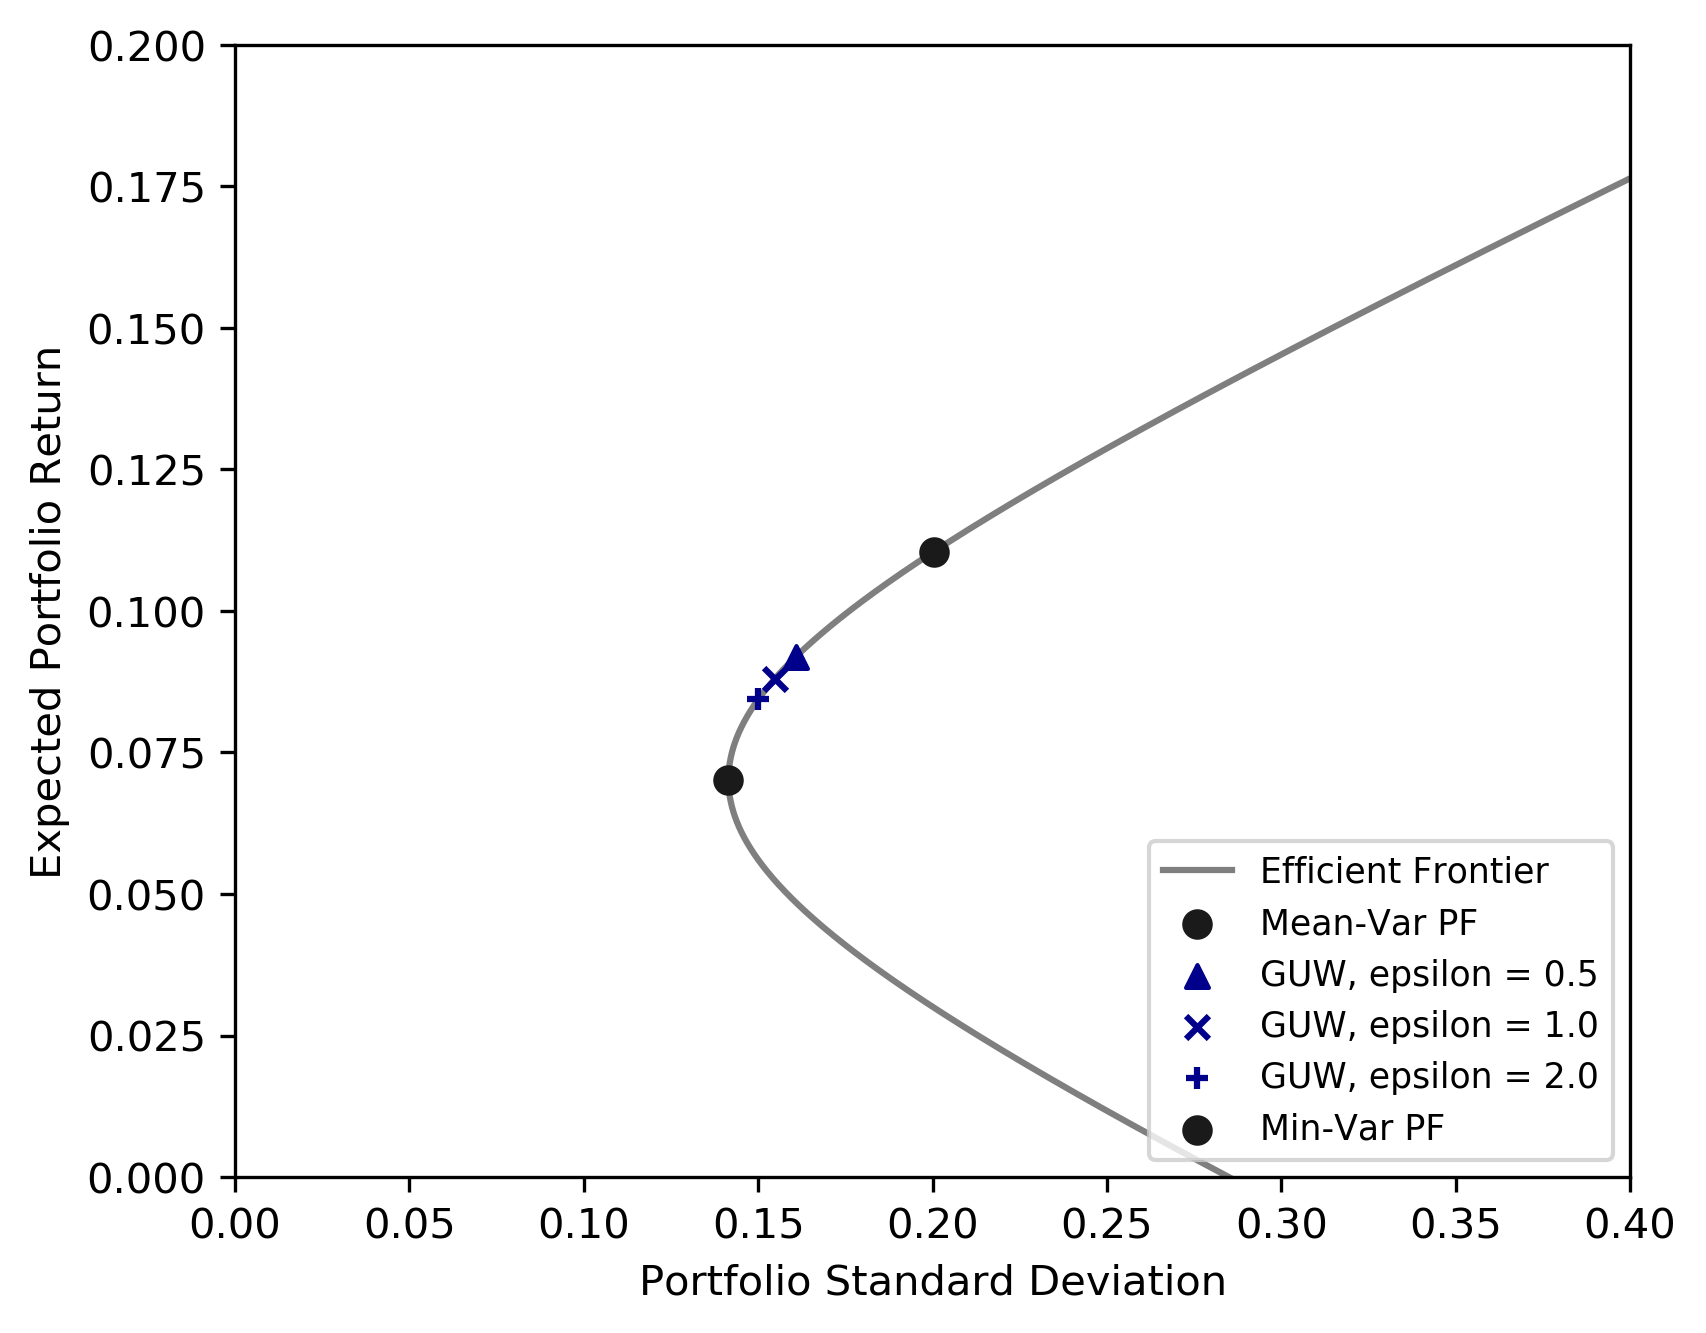 0.200
0.175
0.150
0.125
0.100
0.075
0.050
0.025
0.000
Expected Portfolio Return
Efficient Frontier
Mean-Var PF
GUW, epsilon = 0.5
GUW, epsilon = 1.0
GUW, epsilon = 2.0
Min-Var PF
0.00 0.05 0.10 0.15 0.20 0.25 0.30 0.35 0.40
Portfolio Standard Deviation